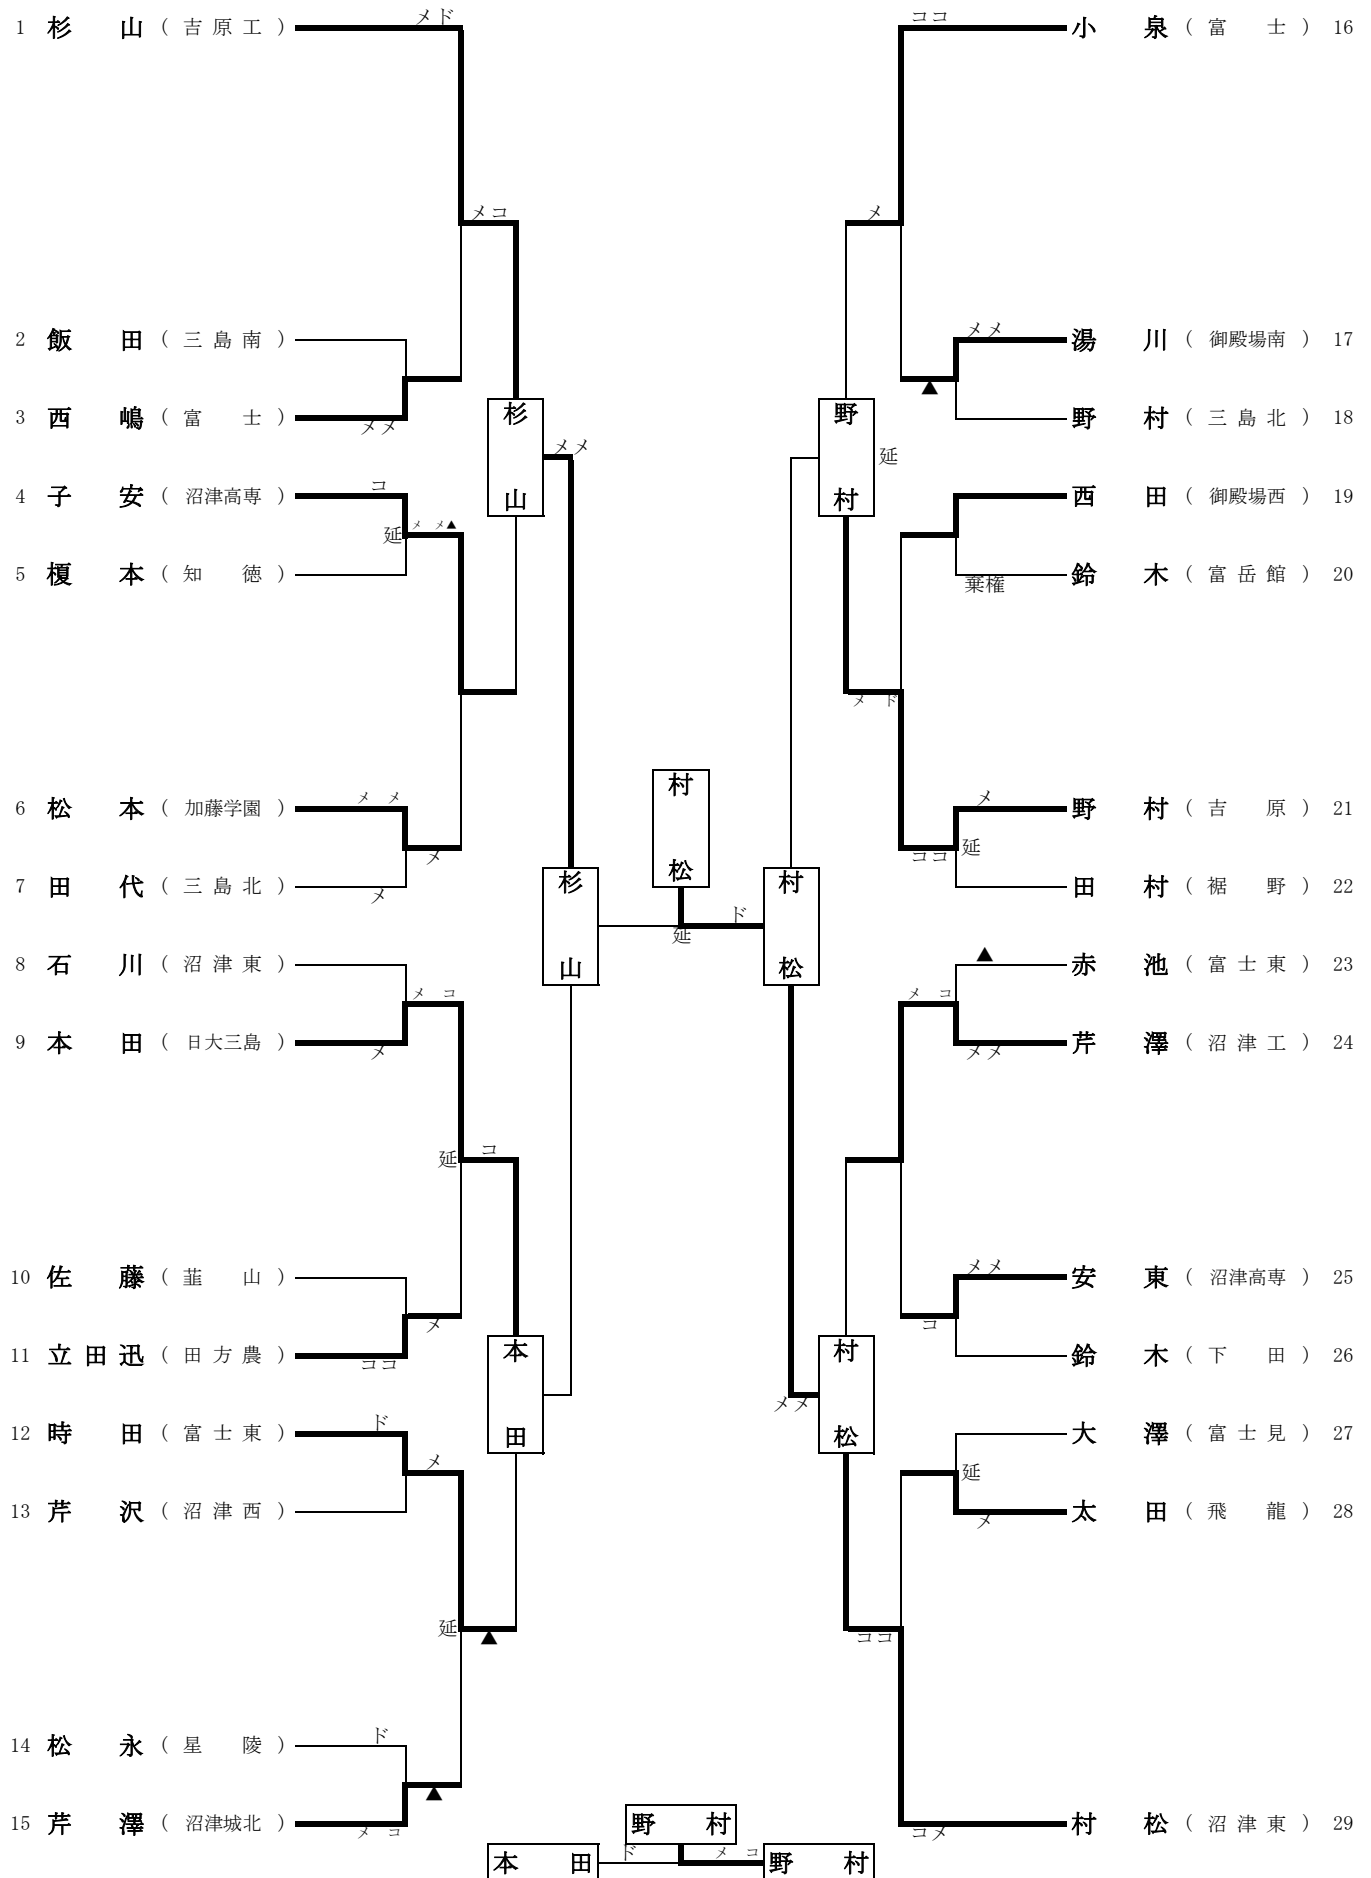 メド
ココ
1 杉 山 ( 吉 原 工 )
小 泉 ( 富 士 ) 16
メコ
メ
メメ
2 飯 田 ( 三 島 南 )
湯 川 ( 御殿場南 ) 17
▲
3 西 嶋 ( 富 士 )
メメ
杉 山
野 村
野 村 ( 三 島 北 ) 18
メメ
延
コ
4 子 安 ( 沼津高専 )
西 田 ( 御殿場西 ) 19
延 メ メ▲
5 榎 本 ( 知 徳 )
棄権
鈴 木 ( 富岳館 ) 20
メ ド
村 松
メ メ
メ
6 松 本 ( 加藤学園 )
野 村 ( 吉 原 ) 21
メ
ココ 延
7 田 代 ( 三 島 北 )
メ
杉 山
村 松
田 村 ( 裾 野 ) 22
ド
延
▲
8 石 川 ( 沼 津 東 )
赤 池 ( 富 士 東 ) 23
メ コ
メ コ
9 本 田 ( 日大三島 )
メ
メメ
芹 澤 ( 沼 津 工 ) 24
延 コ
メメ
10 佐 藤 ( 韮 山 )
安 東 ( 沼津高専 ) 25
メ
コ
11 立 田 迅 ( 田 方 農 )
ココ
本 田
村 松
鈴 木 ( 下 田 ) 26
メメ
ド
12 時 田 ( 富 士 東 )
大 澤 ( 富 士 見 ) 27
メ
延
13 芹 沢 ( 沼 津 西 )
太 田 ( 飛 龍 ) 28
メ
延 ▲
ココ
ド
14 松 永 ( 星 陵 )
▲
15 芹 澤 ( 沼津城北 )
メ コ
コメ
村 松 ( 沼 津 東 ) 29
野 村
ド
メ コ
本 田
野 村